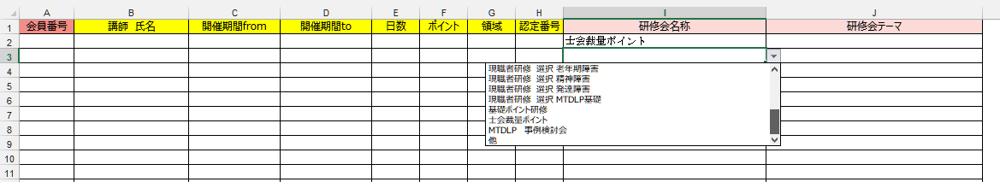 A B C D E F G H I J
1 会員番号 講師　氏名 開催期間from 開催期間to 日数 ポイント 領域 認定番号 研修会名称 研修会テーマ
2 士会裁量ポイント
3
現職者研修 選択 老年期障害
4 現職者研修 選択 精神障害
5 現職者研修 選択 発達障害
6 現職者研修 選択 MTDLP基礎
7 基礎ポイント研修
士会裁量ポイント
8 MTDLP　事例検討会
9 他
10
11